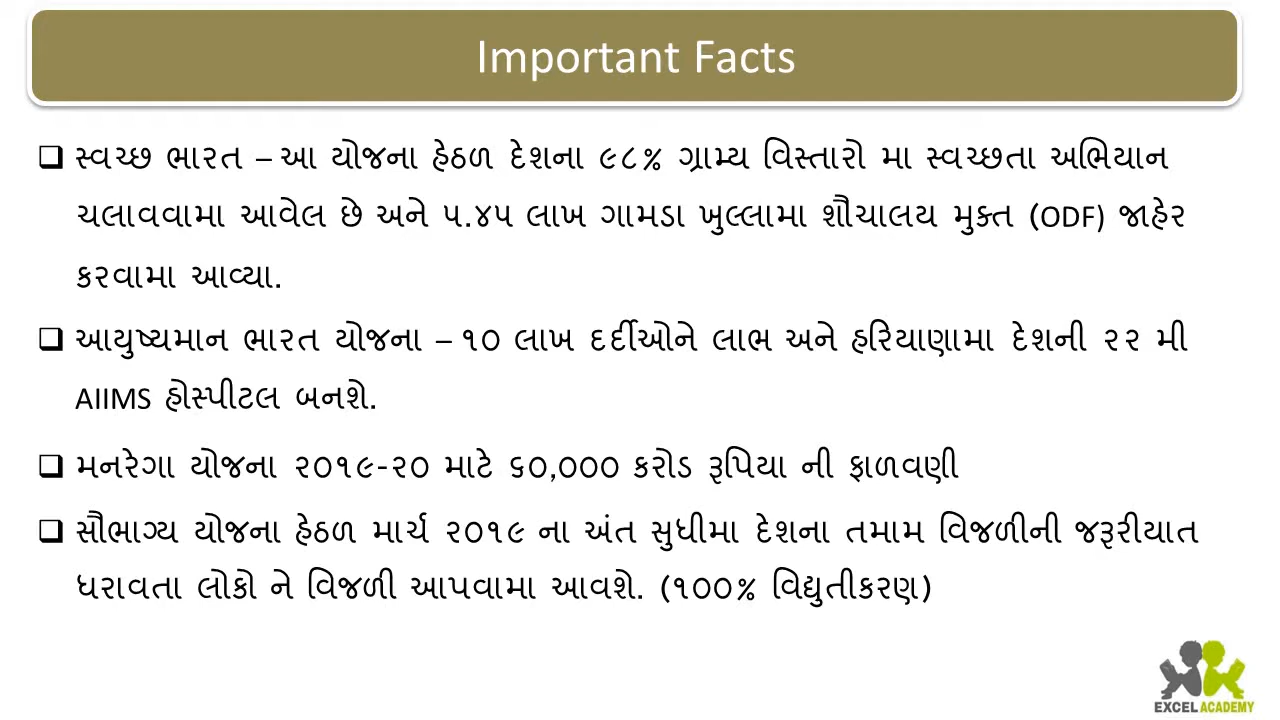 Important Facts
❑ સ્વચ્છ ભારત – આ યોજના હેઠળ દેશના ૯૮% ગ્રામ્ય વિસ્તારો મા સ્વચ્છતા અભિયાન
ચલાવવામા આવેલ છે અને ૫.૪૫ લાખ ગામડા ખુલ્લામા શૌચાલય મુક્ત (ODF) જાહેર
કરવામા આવ્યા.
❑ આયુષ્યમાન ભારત યોજના – ૧૦ લાખ દર્દીઓને લાભ અને હરિયાણામા દેશની ૨૨ મી
AIIMS હોસ્પીટલ બનશે.
❑ મનરેગા યોજના ૨૦૧૯-૨૦ માટે ૬૦,૦૦૦ કરોડ રૂપિયા ની ફાળવણી
❑ સૌભાગ્ય યોજના હેઠળ માર્ચ ૨૦૧૯ ના અંત સુધીમા દેશના તમામ વિજળીની જરૂરીયાત
ધરાવતા લોકો ને વિજળી આપવામા આવશે. (૧૦૦% વિદ્યુતીકરણ)
EXCEL ACADEMY